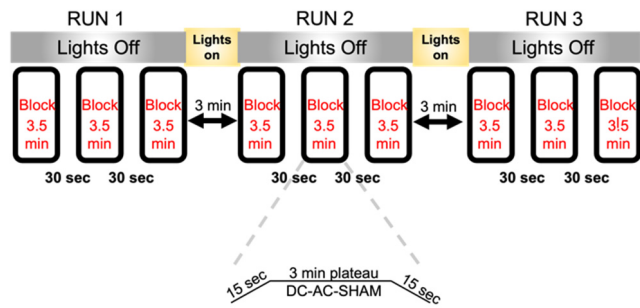 RUN 1 RUN 2 RUN 3
Lights Off Lights on Lights Off Lights on Lights Off
Block Block Block 3 min Block Block Block 3 min Block Block Block
3.5 3.5 3.5 3.5 3.5 3.5 3.5 3.5 3.5
min min min min min min min min min
30 sec 30 sec 30 sec 30 sec 30 sec 30 sec
15 sec 3 min plateau 15 sec
DC-AC-SHAM